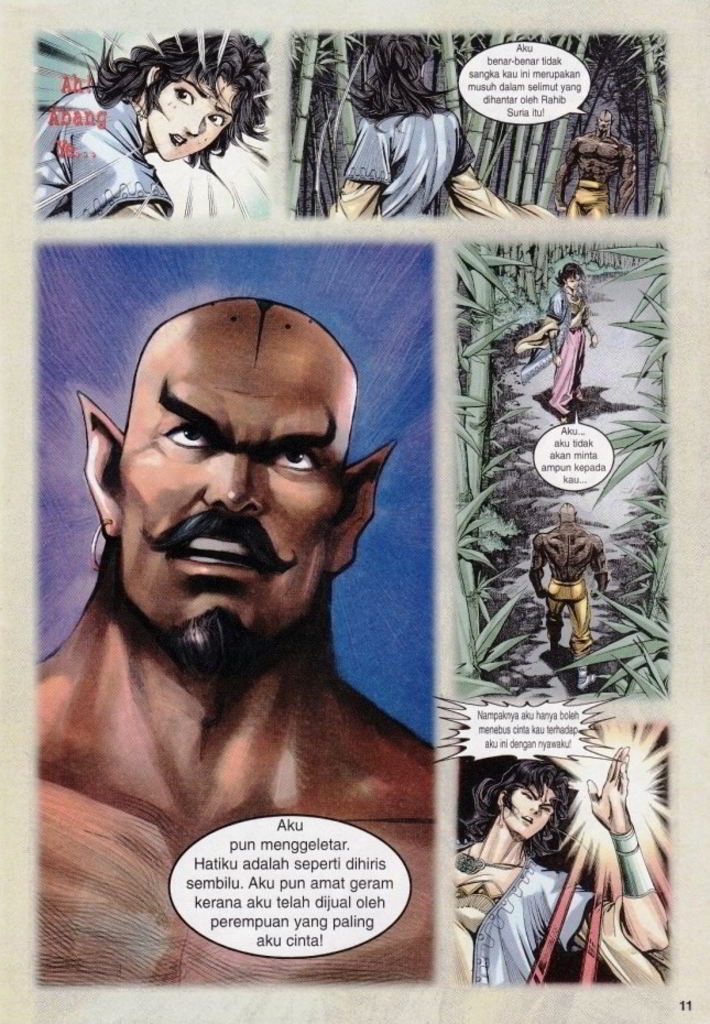 Ah!
Abang
Aku
benar-benar tidak
sangka kau ini merupakan
musuh dalam selimut yang
dihantar oleh Rahib
Suria itu!
Aku...
aku tidak
akan minta
ampun kepada
kau...
Nampaknya aku hanya boleh
menebus cinta kau terhadap
aku ini dengan nyawaku!
Aku
pun menggeletar.
Hatiku adalah seperti dihiris
sembilu. Aku pun amat geram
kerana aku telah dijual oleh
perempuan yang paling
aku cinta!
11